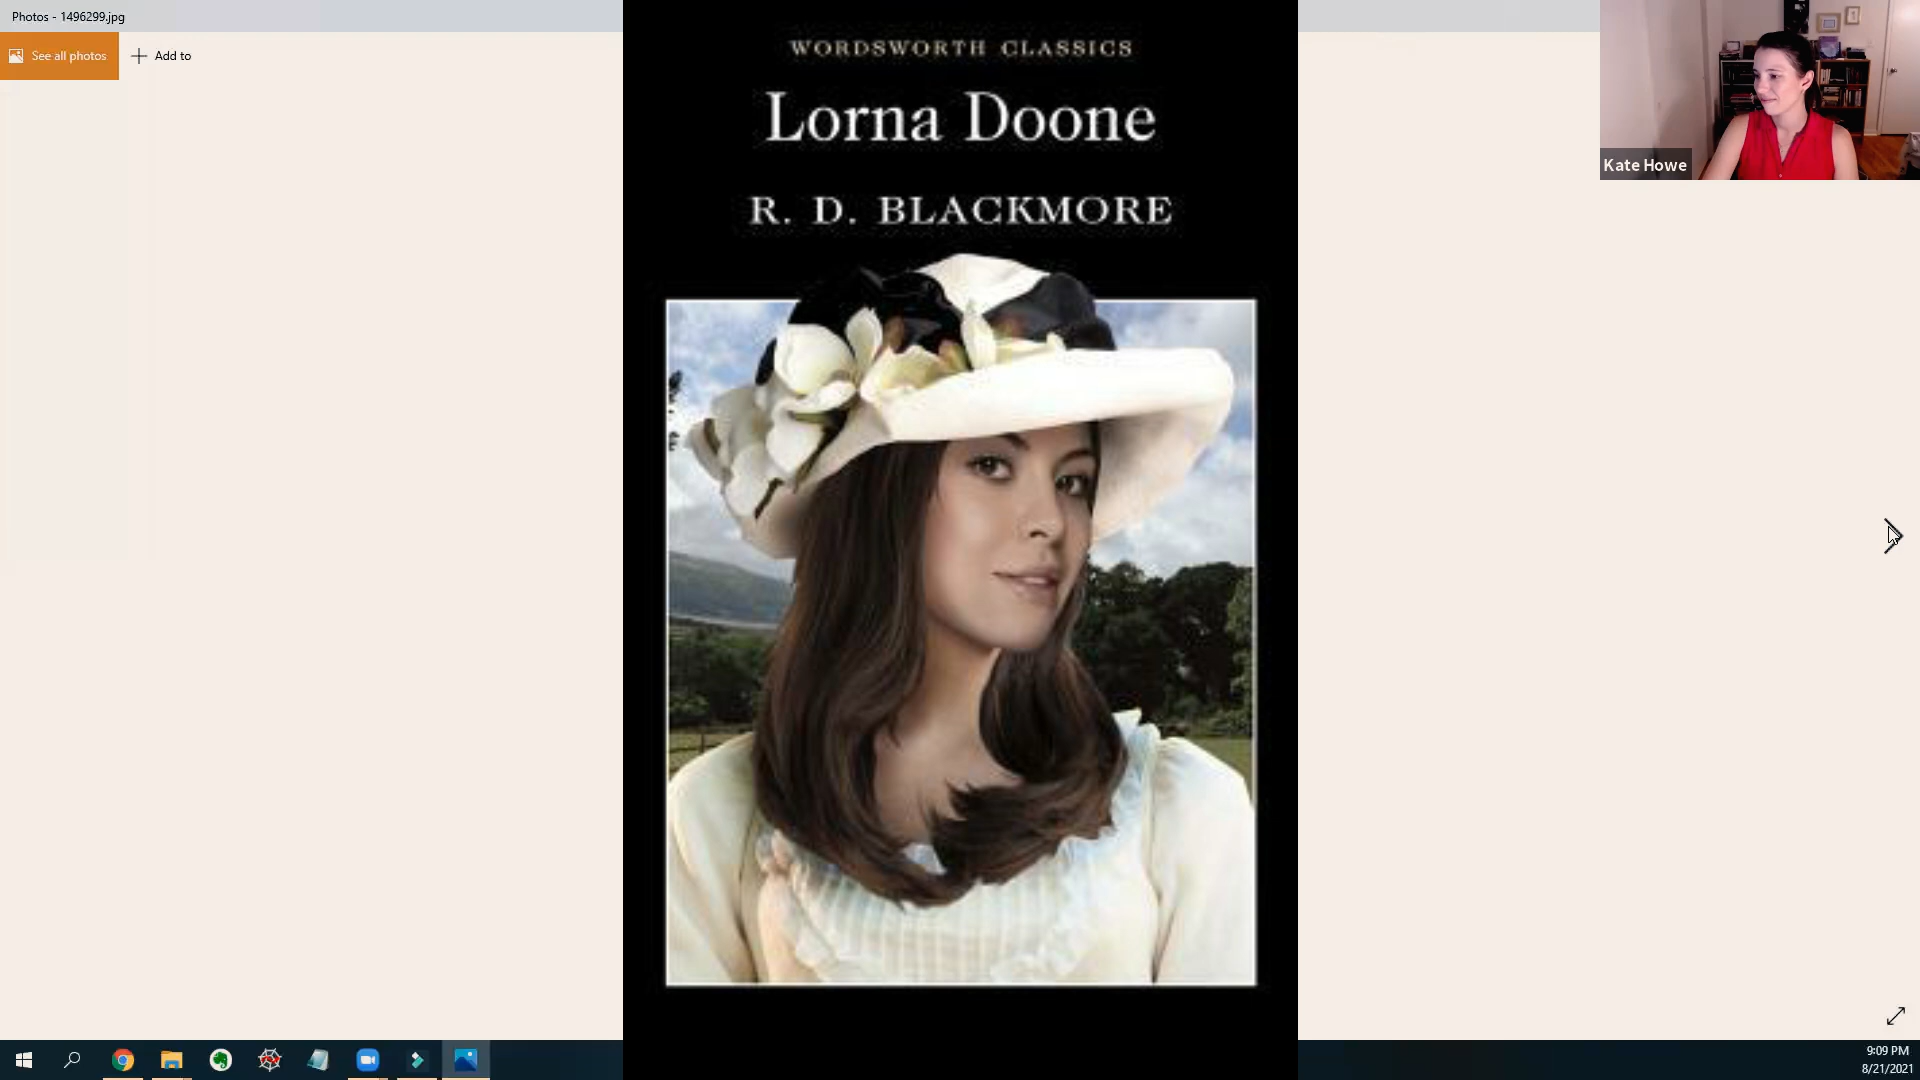 Photos - 1496299.jpg
See all photos
Add to
WORDSWORTH CLASSICS
Lorna Doone
R. D. BLACKMORE
Kate Howe
9:09 PM
8/21/2021